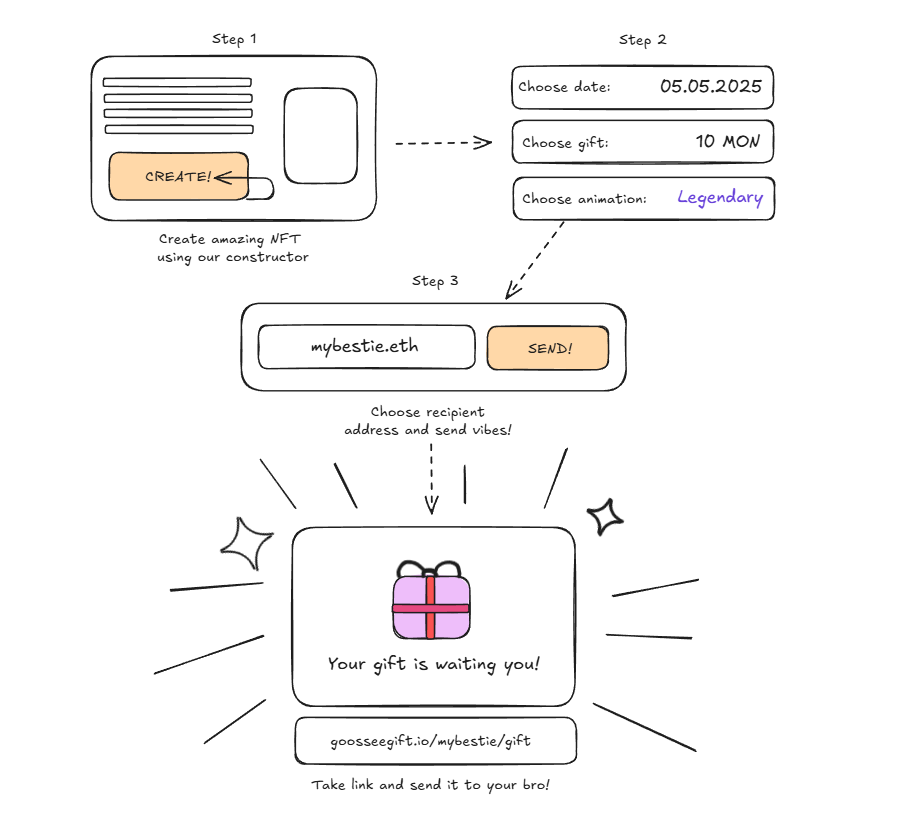 Step 1
CREATE!
Create amazing NFT
using our constructor
Step 2
Choose date: 05.05.2025
Choose gift: 10 MON
Choose animation: Legendary
Step 3
mybestie.eth
SEND!
Choose recipient
address and send vibes!
Your gift is waiting you!
goosseegift.io/mybestie/gift
Take link and send it to your bro!